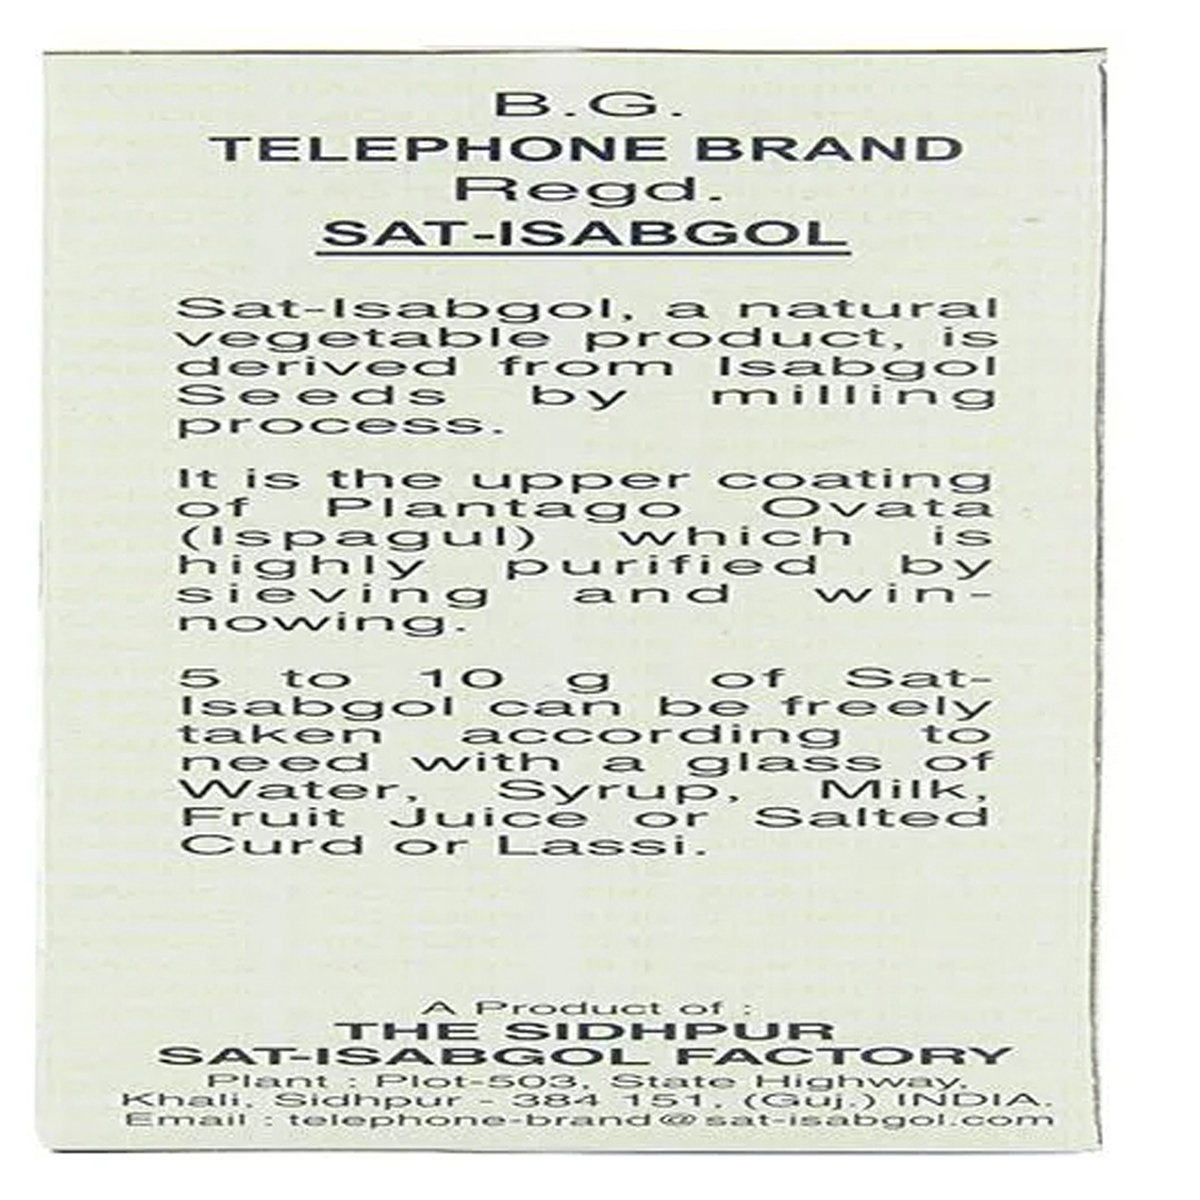 B.G.
TELEPHONE BRAND
Regd.
SAT-ISABGOL
Sat-Isabgol, a natural
vegetable product, is
derived from Isabgol
Seeds by milling
process.
It is the upper coating
of Plantago Ovata
(Ispagul) which is
highly purified by
sieving and win-
nowing.
5 to 10 g of Sat-
Isabgol can be freely
taken according to
need with a glass of
Water, Syrup, Milk,
Fruit Juice or Salted
Curd or Lassi.
A Product of :
THE SIDHPUR
SAT-ISABGOL FACTORY
Plant : Plot-503, State Highway,
Khali, Sidhpur - 384 151, (Guj.) INDIA.
Email : telephone-brand@sat-isabgol.com